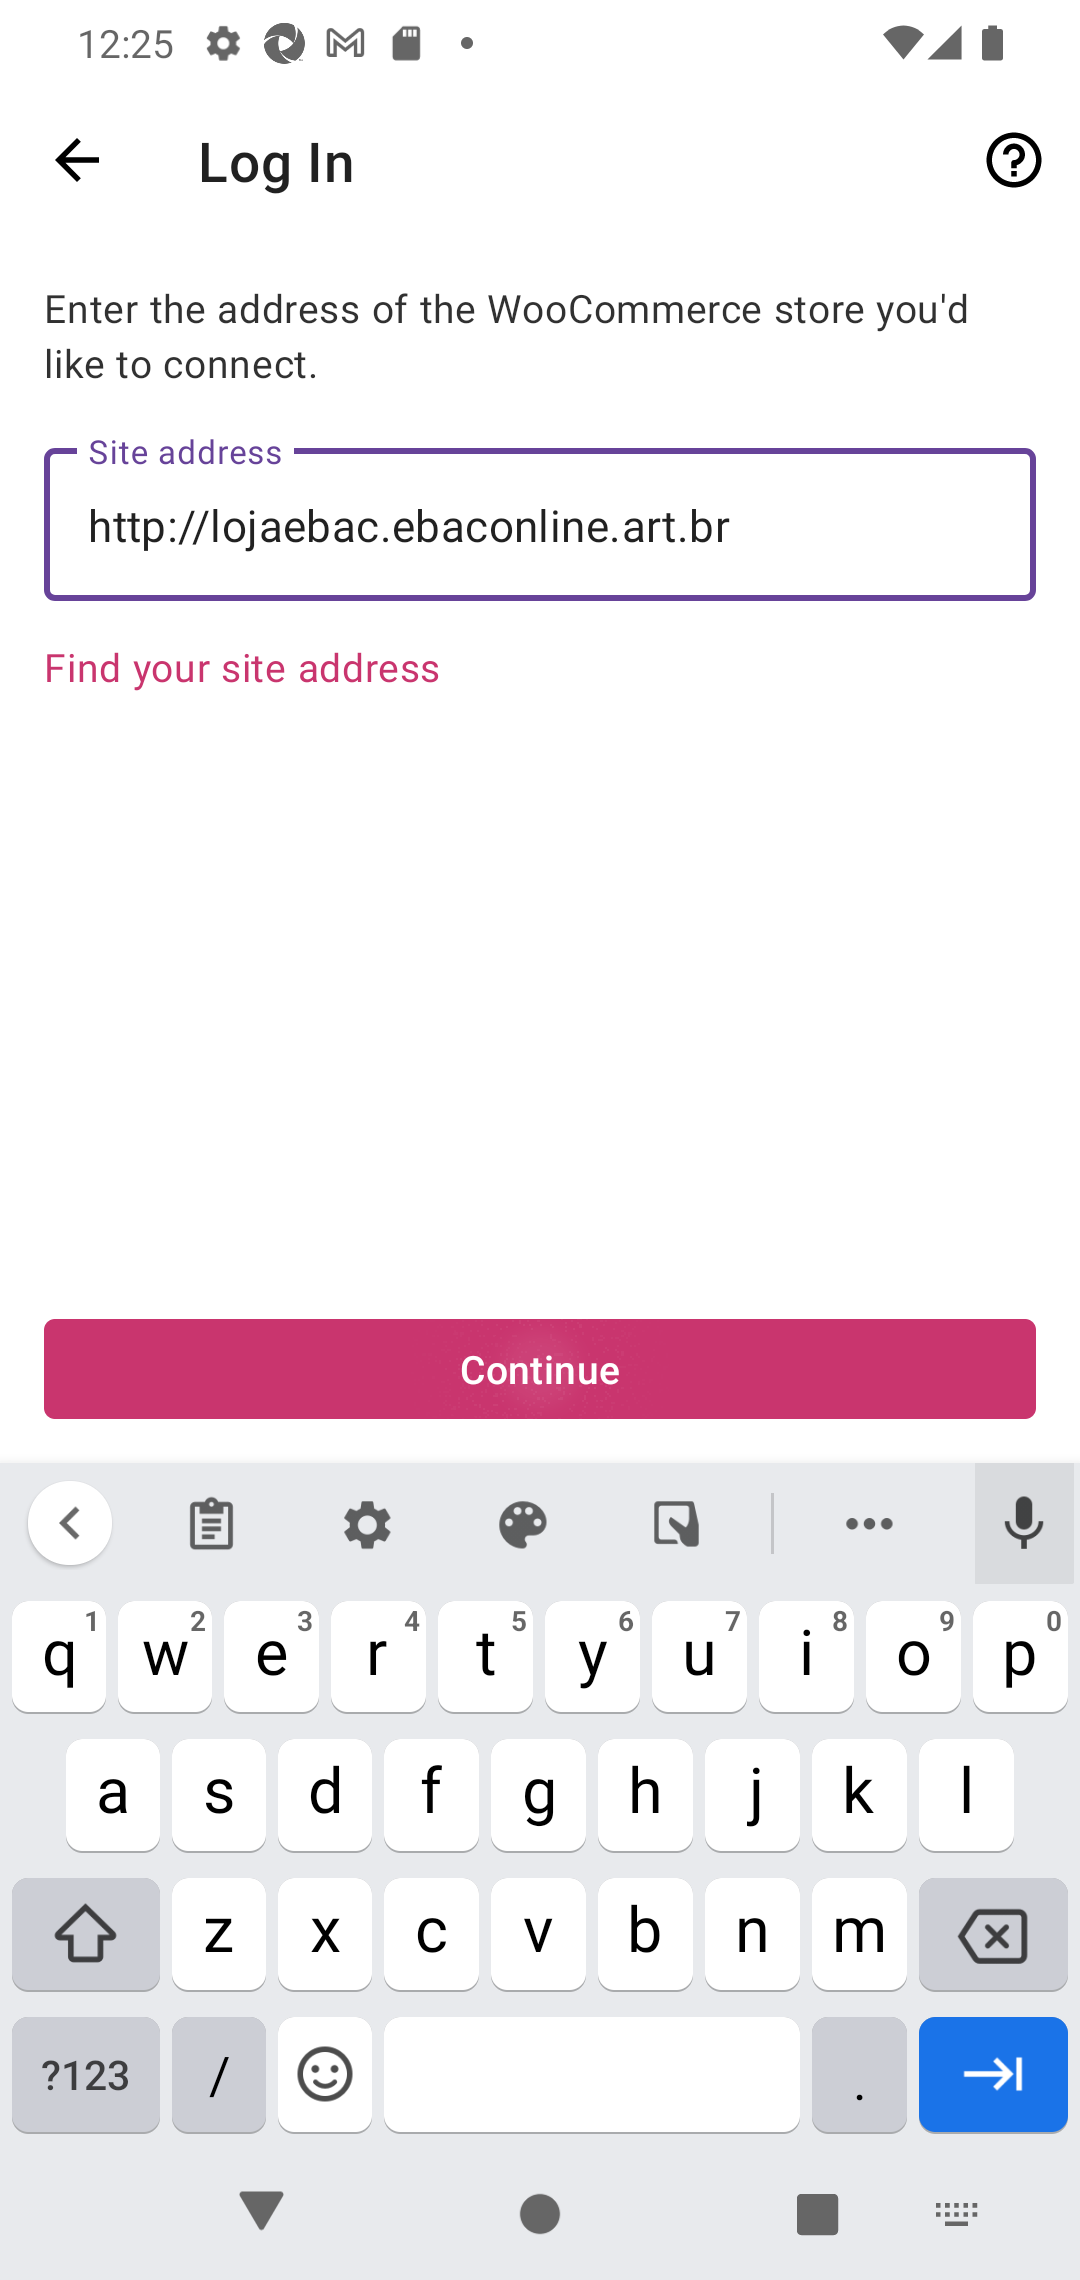 12:25
Log In
Enter the address of the WooCommerce store you'd
like to connect.
Site address
http://lojaebac.ebaconline.art.br
Find your site address
Continue
q 1 w 2 e 3 r 4 t 5 y 6 u 7 i 8 o 9 p 0
a s d f g h j k l
z x c v b n m
?123 / .